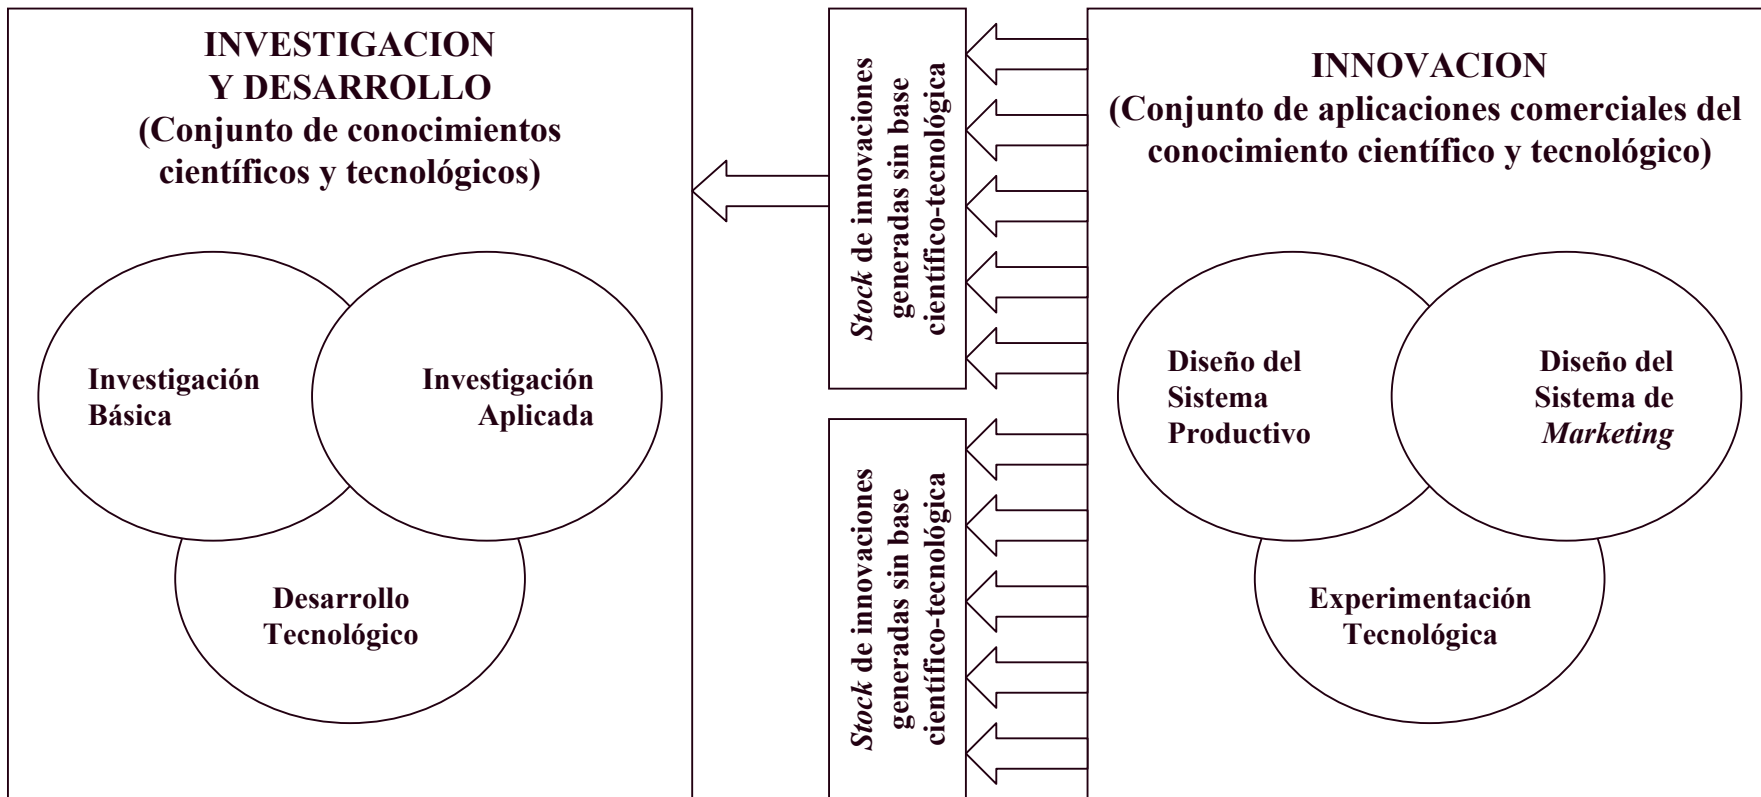 INVESTIGACION
Y DESARROLLO
(Conjunto de conocimientos
científicos y tecnológicos)
Investigación
Básica
Investigación
Aplicada
Desarrollo
Tecnológico
Stock de innovaciones
generadas sin base
científico-tecnológica
Stock de innovaciones
generadas sin base
científico-tecnológica
INNOVACION
(Conjunto de aplicaciones comerciales del
conocimiento científico y tecnológico)
Diseño del
Sistema
Productivo
Diseño del
Sistema de
Marketing
Experimentación
Tecnológica